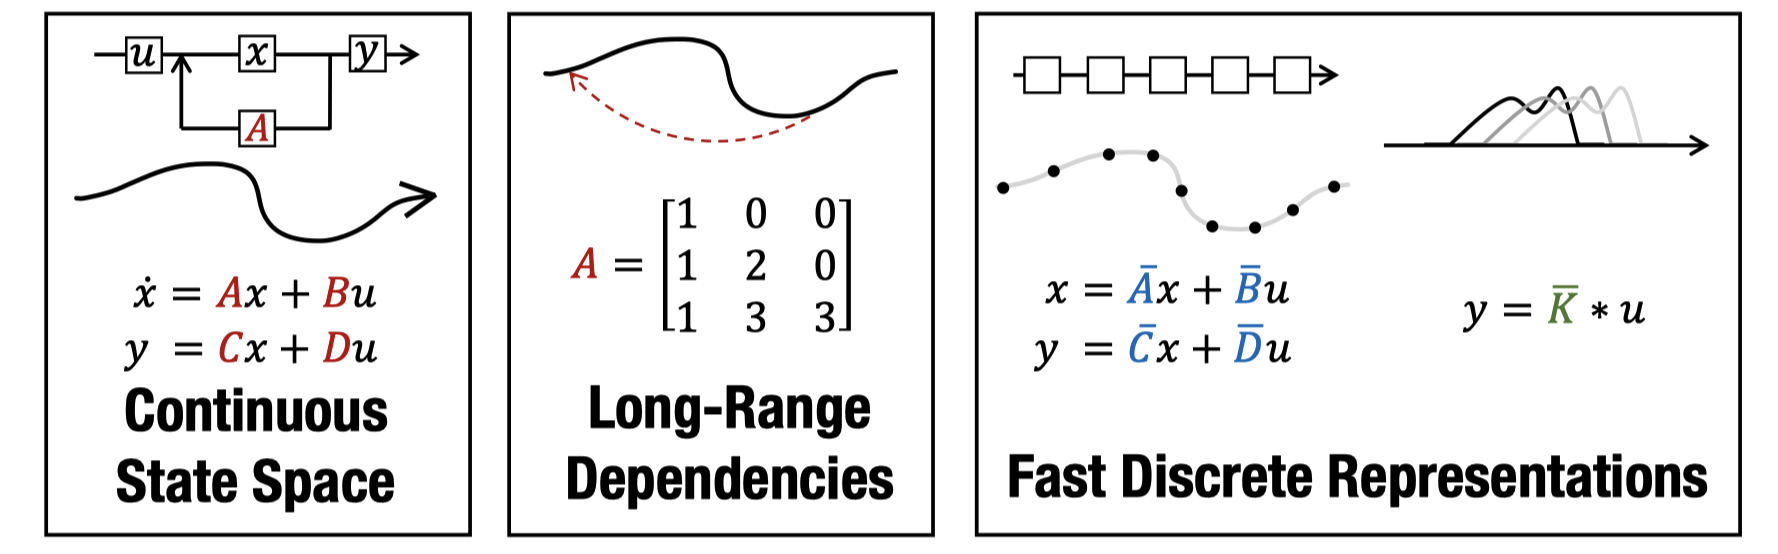 u x y
A
ẋ = Ax + Bu
y = Cx + Du
Continuous
State Space
A = [1 0 0
1 2 0
1 3 3]
Long-Range
Dependencies
x = A̅x + B̅u
y = C̅x + D̅u
y = K̅ * u
Fast Discrete Representations